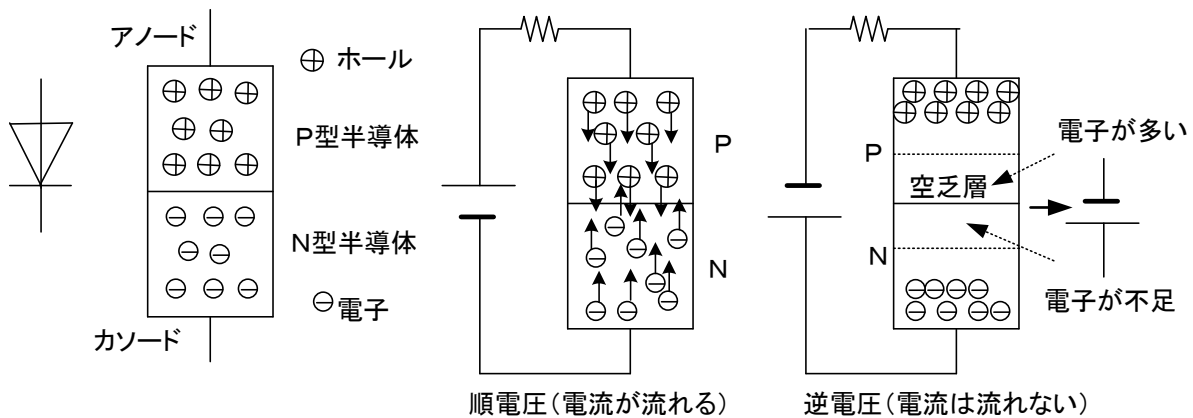 アノード
⊕ ホール
P型半導体
N型半導体
⊖電子
カソード
P
N
順電圧(電流が流れる)
P
空乏層
N
電子が多い
電子が不足
逆電圧(電流は流れない)